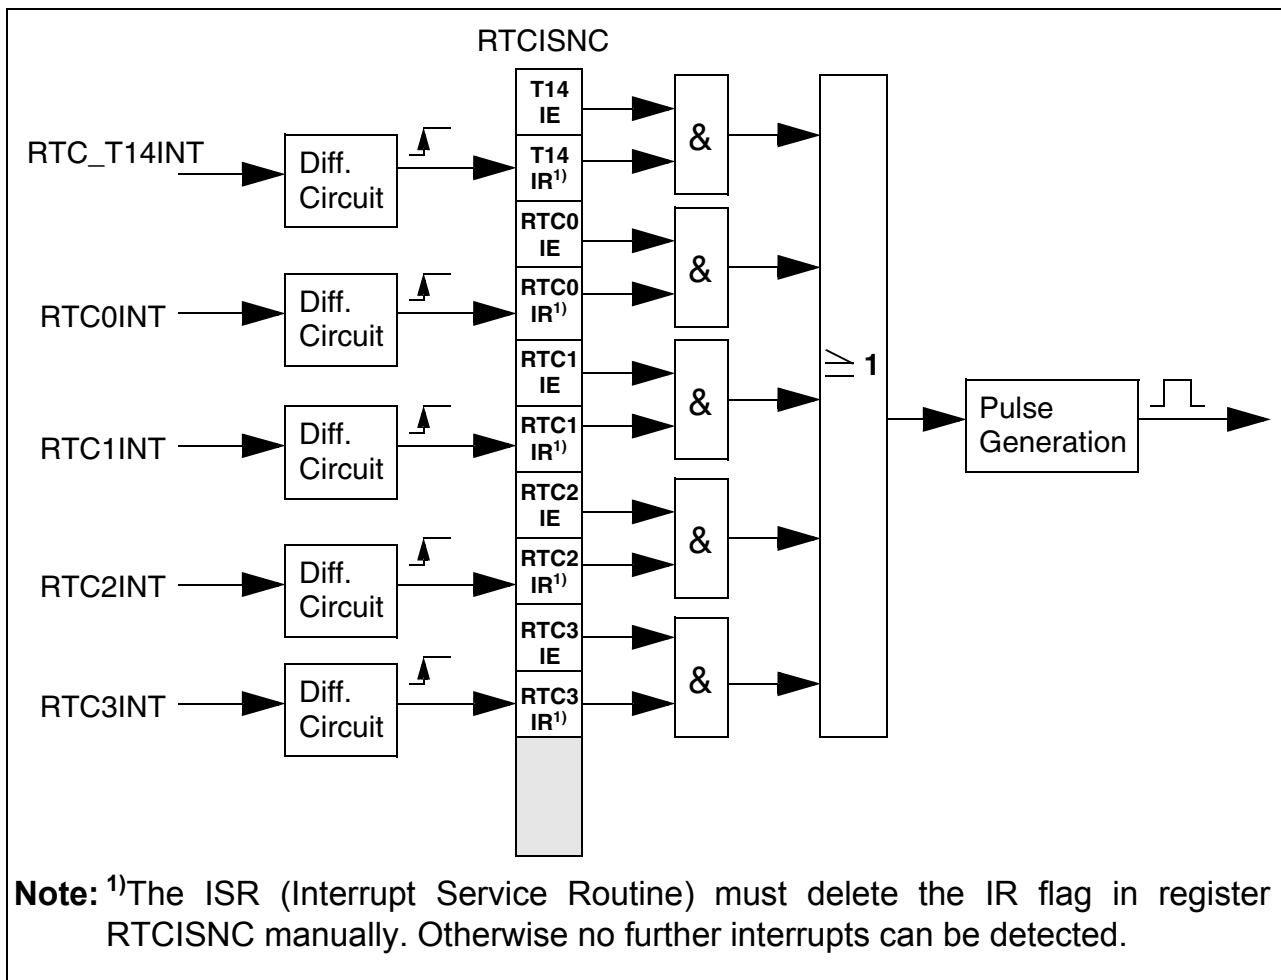 RTCISNC
T14
IE
RTC_T14INT
Diff.
Circuit
T14
IR1)
&
RTC0
IE
RTC0INT
Diff.
Circuit
RTC0
IR1)
&
RTC1
IE
RTC1INT
Diff.
Circuit
RTC1
IR1)
&
RTC2
IE
RTC2INT
Diff.
Circuit
RTC2
IR1)
&
RTC3
IE
RTC3INT
Diff.
Circuit
RTC3
IR1)
&
≥ 1
Pulse
Generation
Note: 1)The ISR (Interrupt Service Routine) must delete the IR flag in register
RTCISNC manually. Otherwise no further interrupts can be detected.